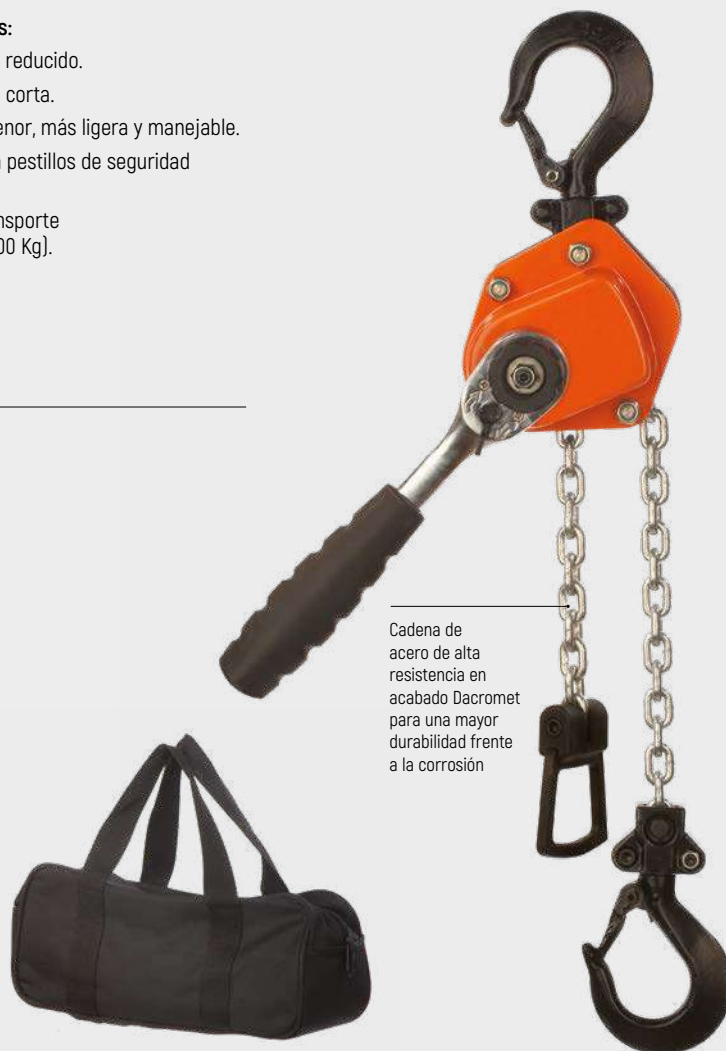 s:
reducido.
corta.
enor, más ligera y manejable.
pestillos de seguridad
nsporte
00 Kg).
Cadena de
acero de alta
resistencia en
acabado Dacromet
para una mayor
durabilidad frente
a la corrosión